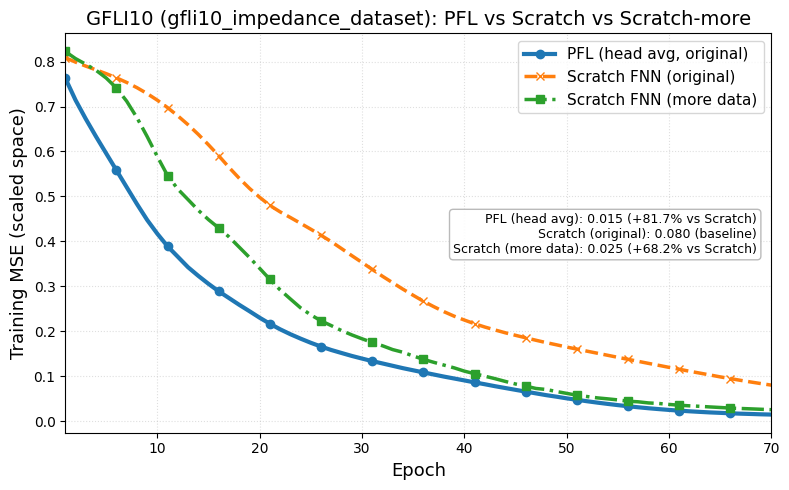 GFLI10 (gfli10_impedance_dataset): PFL vs Scratch vs Scratch-more
Training MSE (scaled space)
0.8
0.7
0.6
0.5
0.4
0.3
0.2
0.1
0.0
PFL (head avg, original)
Scratch FNN (original)
Scratch FNN (more data)
PFL (head avg): 0.015 (+81.7% vs Scratch)
Scratch (original): 0.080 (baseline)
Scratch (more data): 0.025 (+68.2% vs Scratch)
10 20 30 40 50 60 70
Epoch